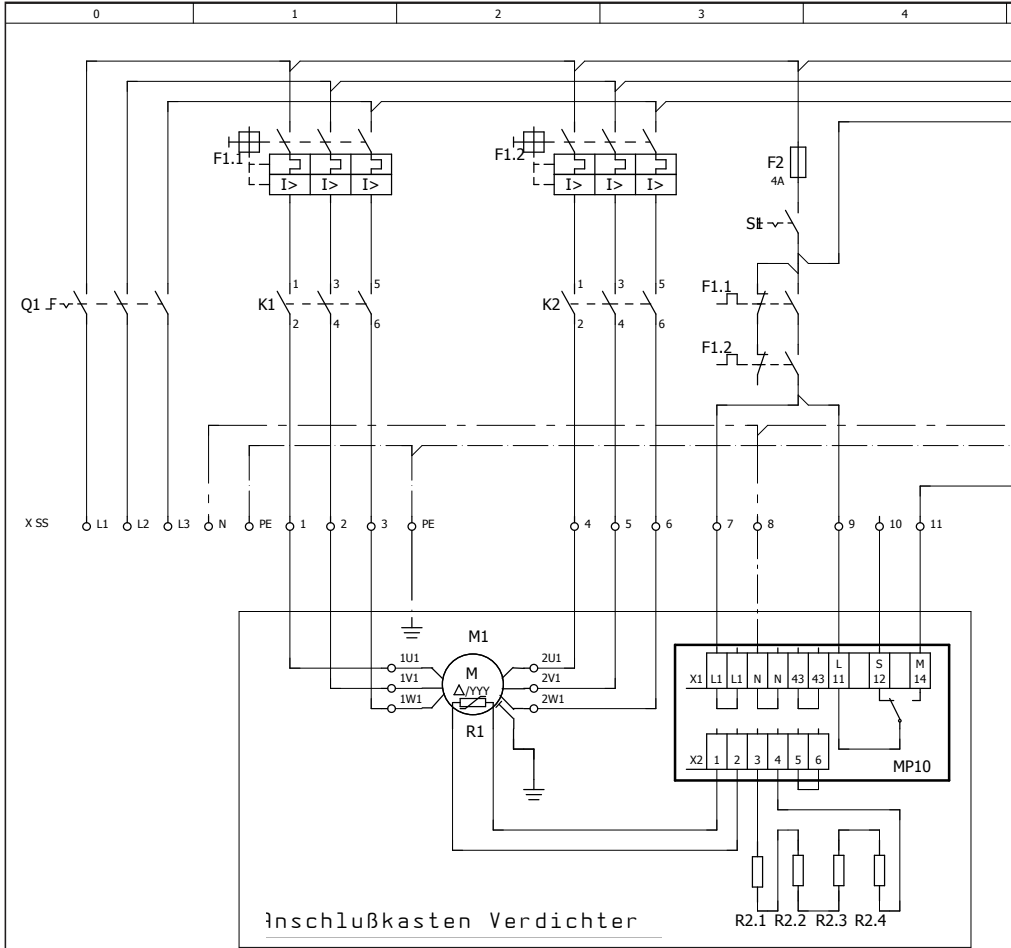 0 1 2 3 4
F1.1
I> I> I>
F1.2
I> I> I>
F2
4A
S1
Q1
K1
1 3 5
2 4 6
K2
1 3 5
2 4 6
F1.1
F1.2
X SS L1 L2 L3 N PE 1 2 3 PE 4 5 6 7 8 9 10 11
M1
1U1
1V1
1W1
M
△/YYY
R1
2U1
2V1
2W1
L S M
X1 L1 L1 N N 43 43 11 12 14
X2 1 2 3 4 5 6
MP10
R2.1 R2.2 R2.3 R2.4
Anschlußkasten Verdichter